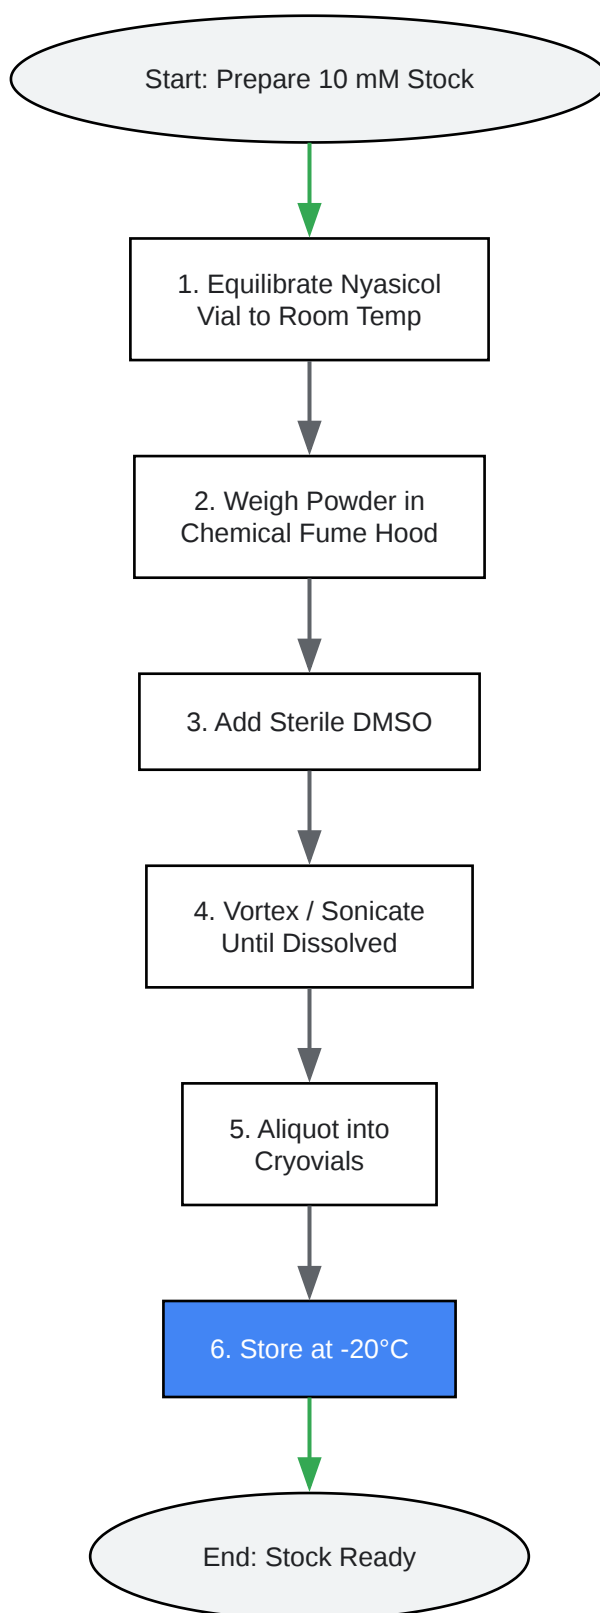 Start: Prepare 10 mM Stock
1. Equilibrate Nyasicol
Vial to Room Temp
2. Weigh Powder in
Chemical Fume Hood
3. Add Sterile DMSO
4. Vortex / Sonicate
Until Dissolved
5. Aliquot into
Cryovials
6. Store at -20°C
End: Stock Ready